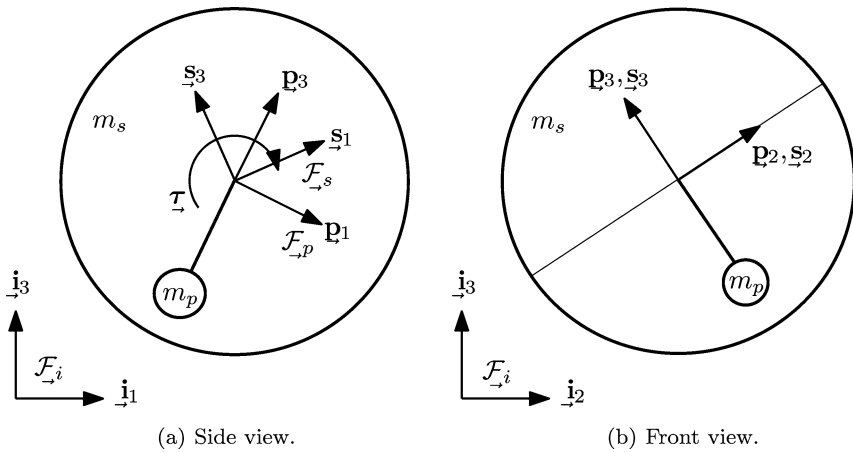 s₃ p₃
mₛ
s₁
𝓕ₛ
τ
p₁
𝓕ₚ
mₚ
i₃
𝓕ᵢ
i₁
(a) Side view.
p₃,s₃
mₛ
p₂,s₂
mₚ
i₃
𝓕ᵢ
i₂
(b) Front view.